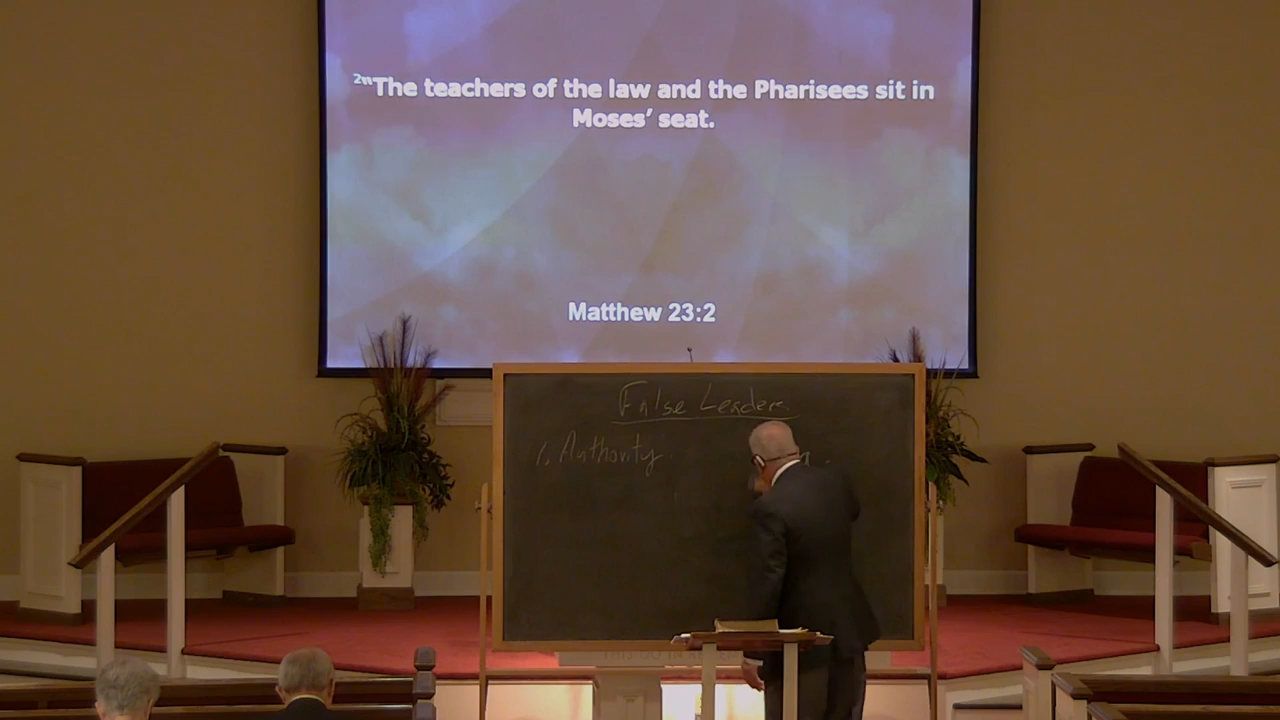 2"The teachers of the law and the Pharisees sit in
Moses' seat.
Matthew 23:2
False Leaders
1. Authority